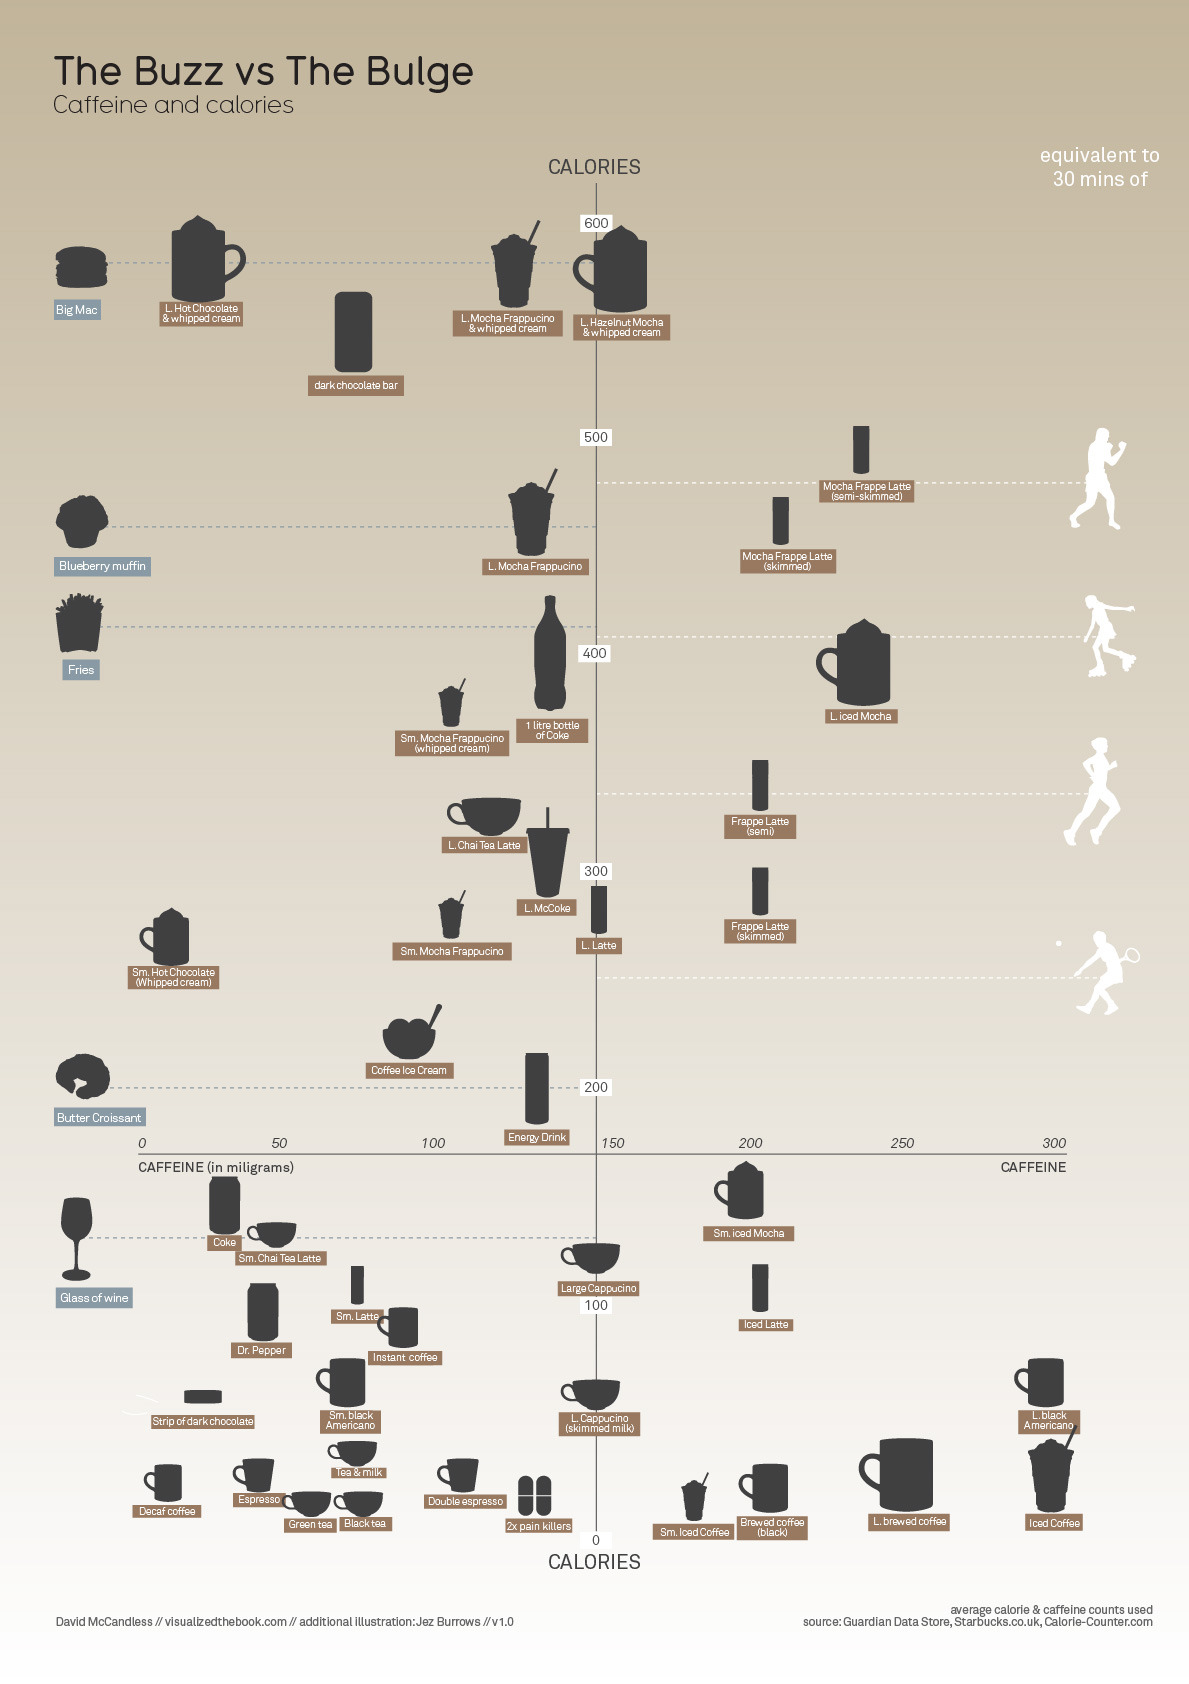 The Buzz vs The Bulge
Caffeine and calories
equivalent to
30 mins of
CALORIES
600
Big Mac
L. Hot Chocolate
& whipped cream
L. Mocha Frappucino
& whipped cream
L. Hazelnut Mocha
& whipped cream
dark chocolate bar
500
Mocha Frappe Latte
(semi-skimmed)
Mocha Frappe Latte
(skimmed)
Blueberry muffin
L. Mocha Frappucino
Fries
400
L. iced Mocha
Sm. Mocha Frappucino
(whipped cream)
1 litre bottle
of Coke
Frappe Latte
(semi)
L. Chai Tea Latte
300
L. McCoke
Frappe Latte
(skimmed)
Sm. Mocha Frappucino
L. Latte
Sm. Hot Chocolate
(Whipped cream)
Coffee Ice Cream
200
Butter Croissant
Energy Drink
0
50
100
150
200
250
300
CAFFEINE (in miligrams)
CAFFEINE
Sm. iced Mocha
Coke
Sm. Chai Tea Latte
Glass of wine
Large Cappucino
100
Sm. Latte
Iced Latte
Dr. Pepper
Instant coffee
Strip of dark chocolate
Sm. black
Americano
L. Cappucino
(skimmed milk)
L. black
Americano
Tea & milk
Decaf coffee
Espresso
Green tea
Black tea
Double espresso
2x pain killers
Sm. Iced Coffee
Brewed coffee
(black)
L. brewed coffee
Iced Coffee
0
CALORIES
David McCandless // visualizedthebook.com // additional illustration: Jez Burrows // v1.0
average calorie & caffeine counts used
source: Guardian Data Store, Starbucks.co.uk, Calorie-Counter.com